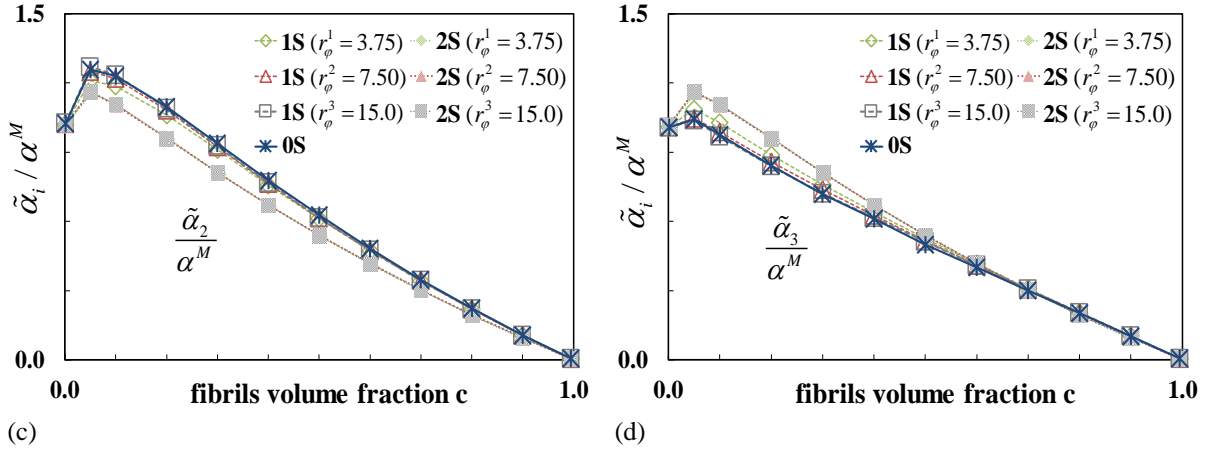 1.5
1S (r_φ^1 = 3.75) 2S (r_φ^1 = 3.75)
1S (r_φ^2 = 7.50) 2S (r_φ^2 = 7.50)
1S (r_φ^3 = 15.0) 2S (r_φ^3 = 15.0)
0S
α̃_i / α^M
α̃_2
α^M
0.0
0.0 fibrils volume fraction c 1.0
(c)
1.5
1S (r_φ^1 = 3.75) 2S (r_φ^1 = 3.75)
1S (r_φ^2 = 7.50) 2S (r_φ^2 = 7.50)
1S (r_φ^3 = 15.0) 2S (r_φ^3 = 15.0)
0S
α̃_i / α^M
α̃_3
α^M
0.0
0.0 fibrils volume fraction c 1.0
(d)